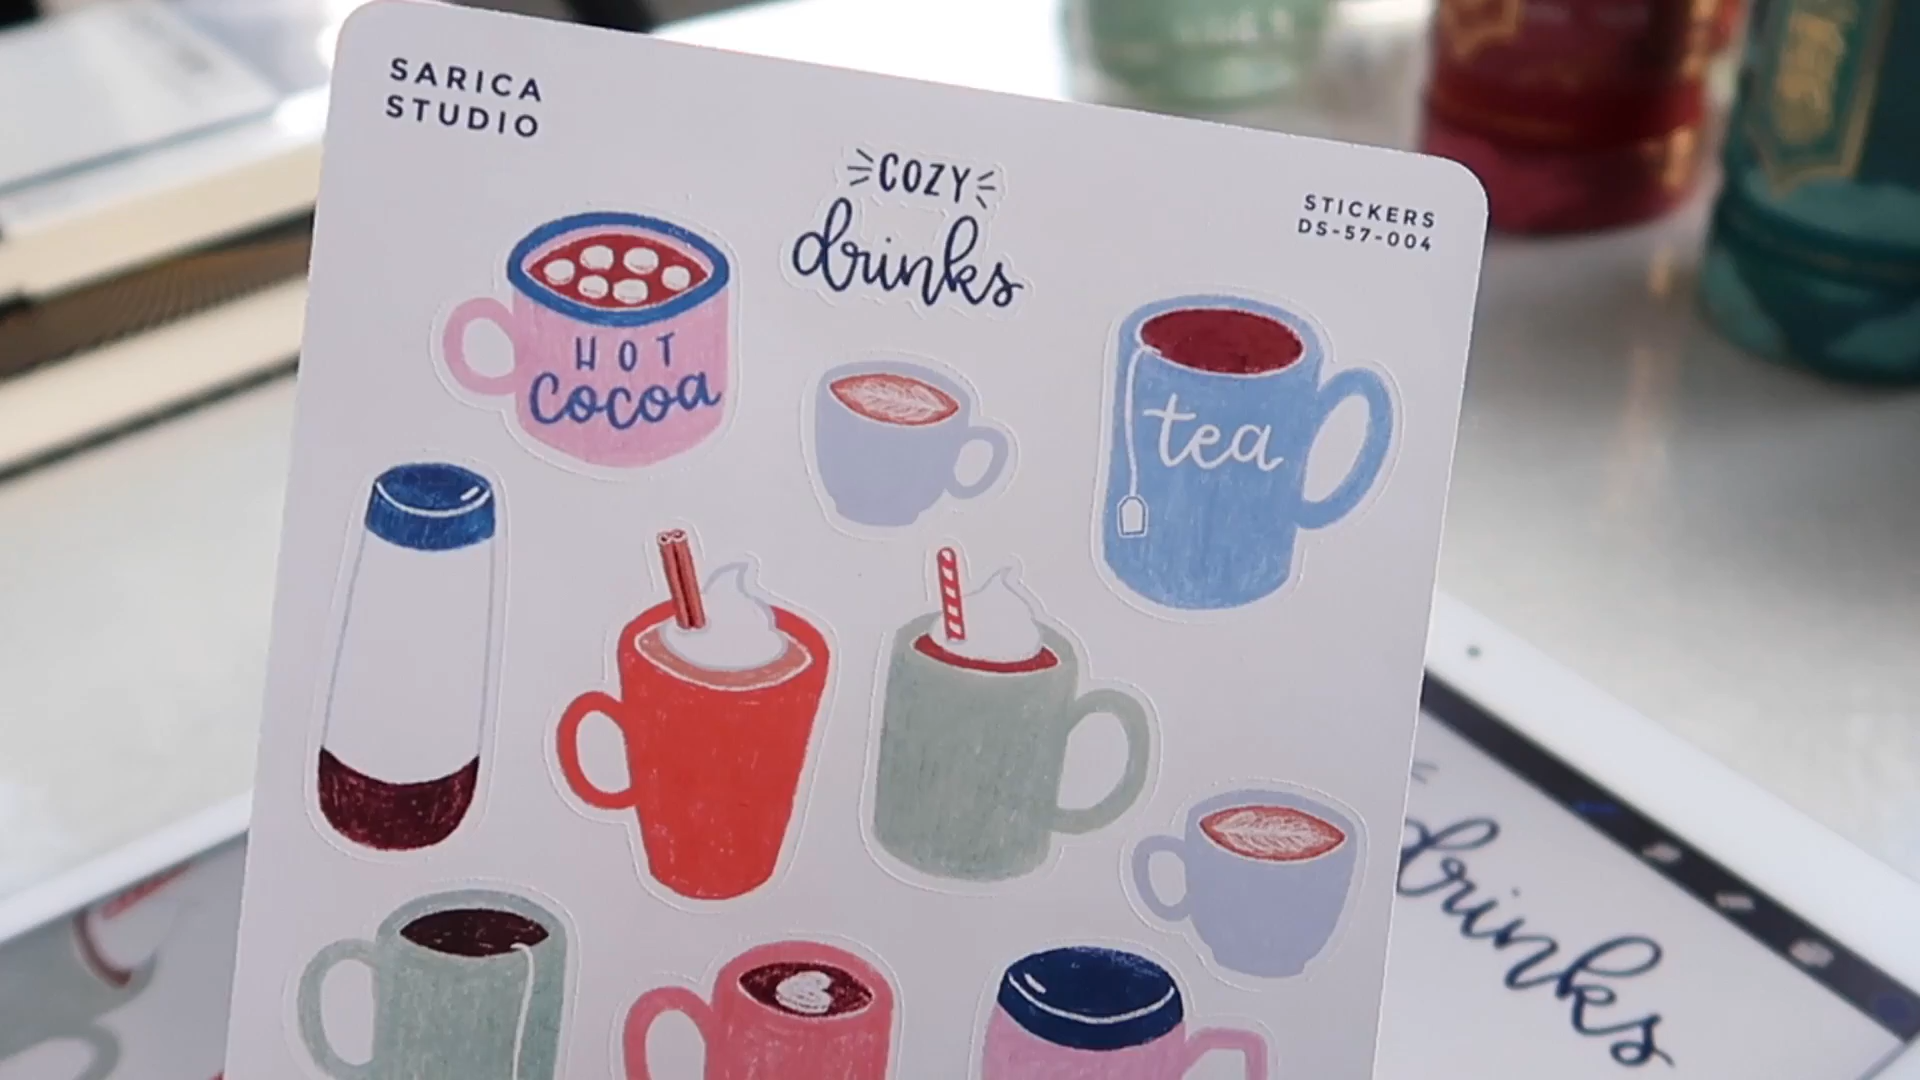 SARICA
STUDIO
COZY
drinks
STICKERS
DS-57-004
HOT
Cocoa
tea
drinks